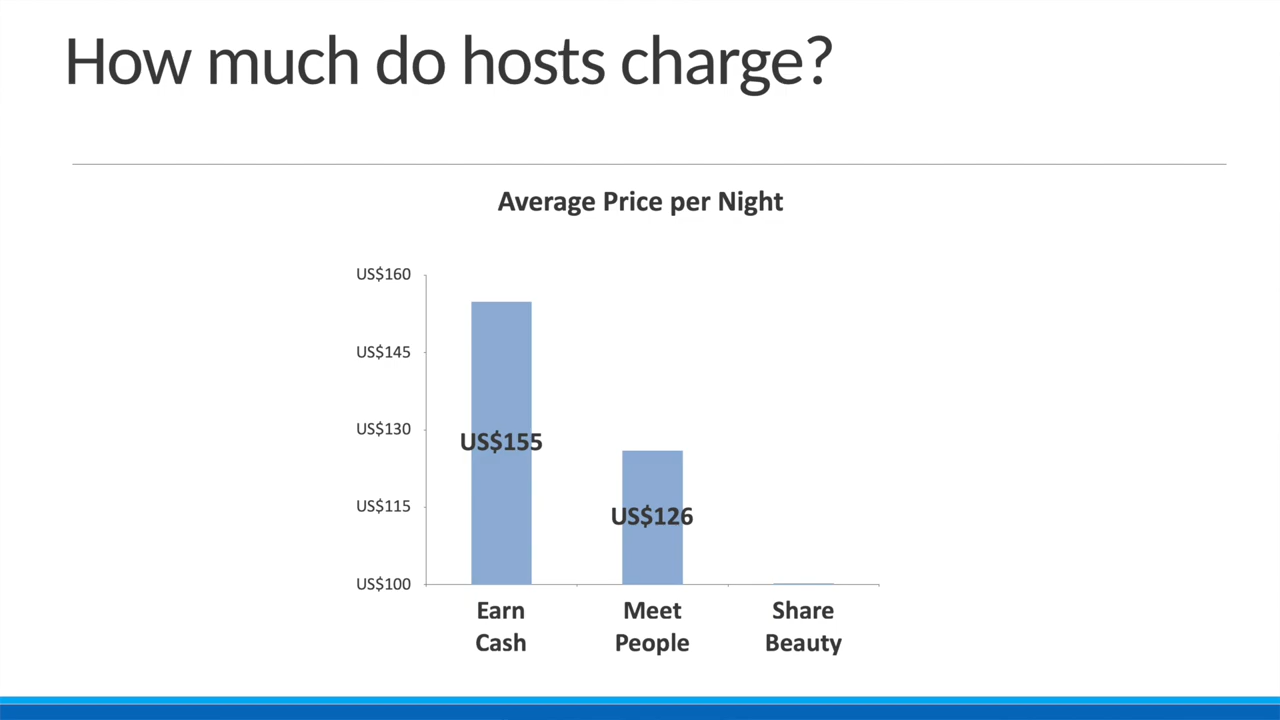 How much do hosts charge?
Average Price per Night
US$160
US$145
US$130
US$115
US$100
US$155
US$126
Earn
Cash
Meet
People
Share
Beauty